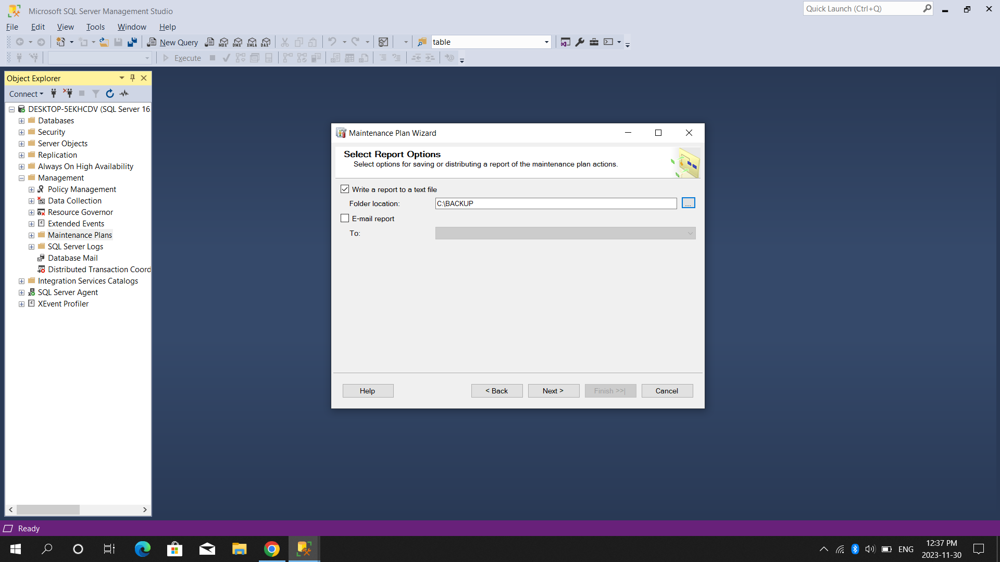 Microsoft SQL Server Management Studio
Quick Launch (Ctrl+Q)
File Edit View Tools Window Help
New Query MDX DMX XMLA DAX table
Execute
Object Explorer
Connect
DESKTOP-5EKHCDV (SQL Server 16
Databases
Security
Server Objects
Replication
Always On High Availability
Management
Policy Management
Data Collection
Resource Governor
Extended Events
Maintenance Plans
SQL Server Logs
Database Mail
Distributed Transaction Coord
Integration Services Catalogs
SQL Server Agent
XEvent Profiler
Maintenance Plan Wizard
Select Report Options
Select options for saving or distributing a report of the maintenance plan actions.
Write a report to a text file
Folder location: C:\BACKUP ...
E-mail report
To:
Help < Back Next > Finish >>| Cancel
Ready
ENG
12:37 PM
2023-11-30